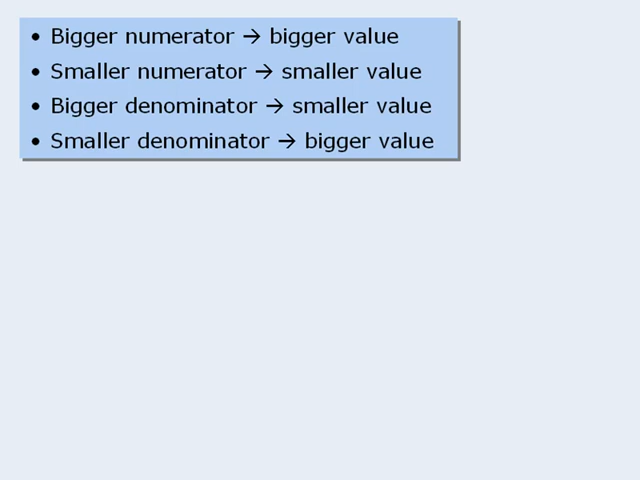 • Bigger numerator → bigger value
• Smaller numerator → smaller value
• Bigger denominator → smaller value
• Smaller denominator → bigger value